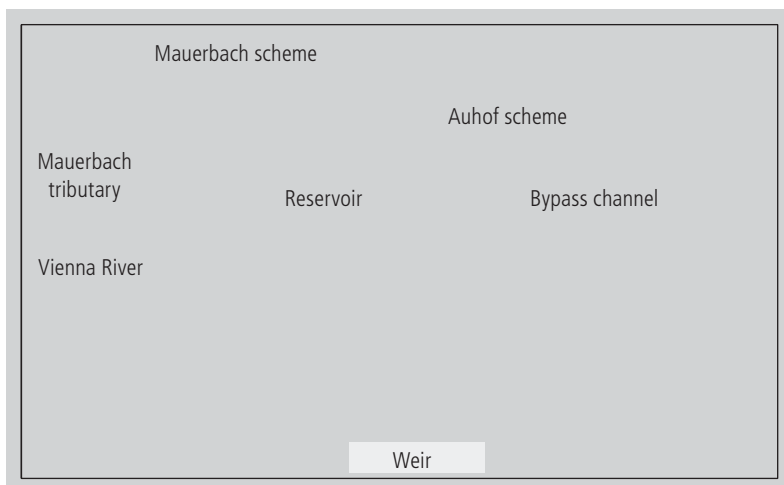 Mauerbach scheme
Auhof scheme
Mauerbach
tributary
Reservoir
Bypass channel
Vienna River
Weir